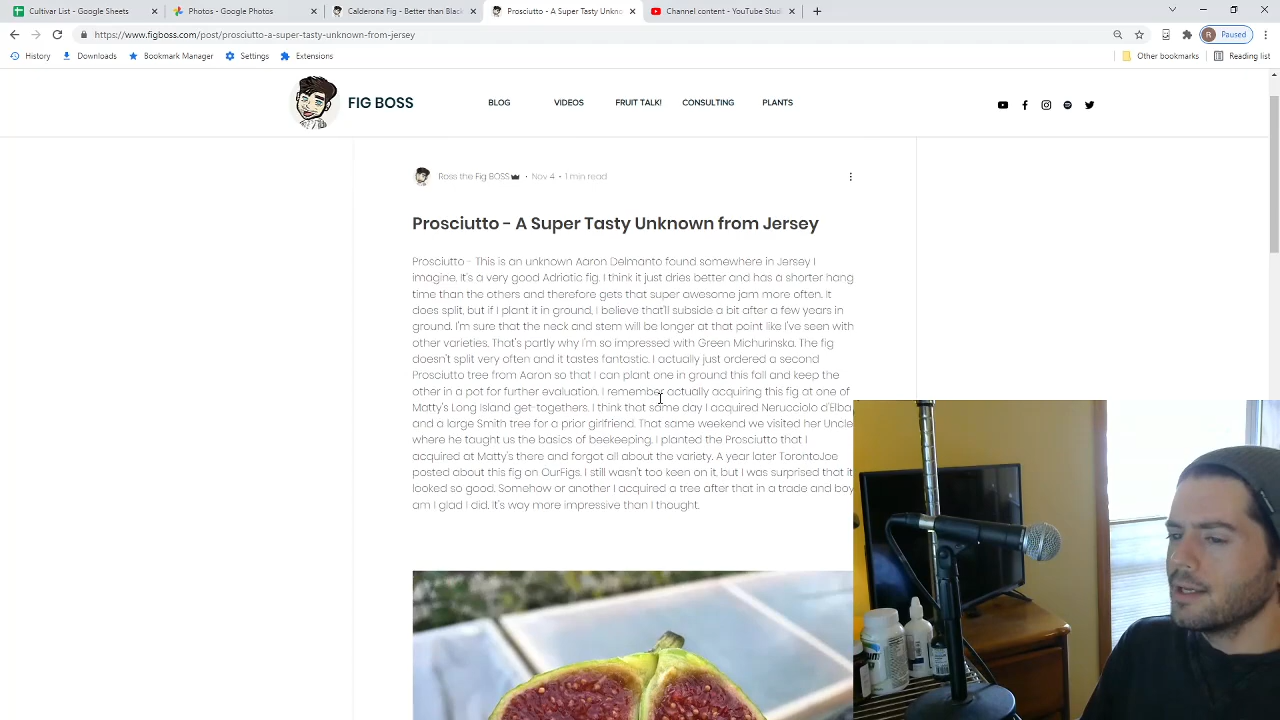 Cultivar List - Google Sheets
Photos - Google Photos
Calderona Fig - Better than Black
Prosciutto - A Super Tasty Unkno
Channel content - YouTube Stud
https://www.figboss.com/post/prosciutto-a-super-tasty-unknown-from-jersey
R Paused
History Downloads Bookmark Manager Settings Extensions Other bookmarks Reading list
FIG BOSS BLOG VIDEOS FRUIT TALK! CONSULTING PLANTS
Ross the Fig BOSS · Nov 4 · 1 min read
Prosciutto - A Super Tasty Unknown from Jersey
Prosciutto - This is an unknown Aaron Delmanto found somewhere in Jersey I
imagine. It's a very good Adriatic fig. I think it just dries better and has a shorter hang
time than the others and therefore gets that super awesome jam more often. It
does split, but if I plant it in ground, I believe that'll subside a bit after a few years in
ground. I'm sure that the neck and stem will be longer at that point like I've seen with
other varieties. That's partly why I'm so impressed with Green Michurinska. The fig
doesn't split very often and it tastes fantastic. I actually just ordered a second
Prosciutto tree from Aaron so that I can plant one in ground this fall and keep the
other in a pot for further evaluation. I remember actually acquiring this fig at one of
Matty's Long Island get-togethers. I think that same day I acquired Nerucciolo d'Elba
and a large Smith tree for a prior girlfriend. That same weekend we visited her Uncle
where he taught us the basics of beekeeping. I planted the Prosciutto that I
acquired at Matty's there and forgot all about the variety. A year later TorontoJoe
posted about this fig on OurFigs. I still wasn't too keen on it, but I was surprised that it
looked so good. Somehow or another I acquired a tree after that in a trade and boy
am I glad I did. It's way more impressive than I thought.